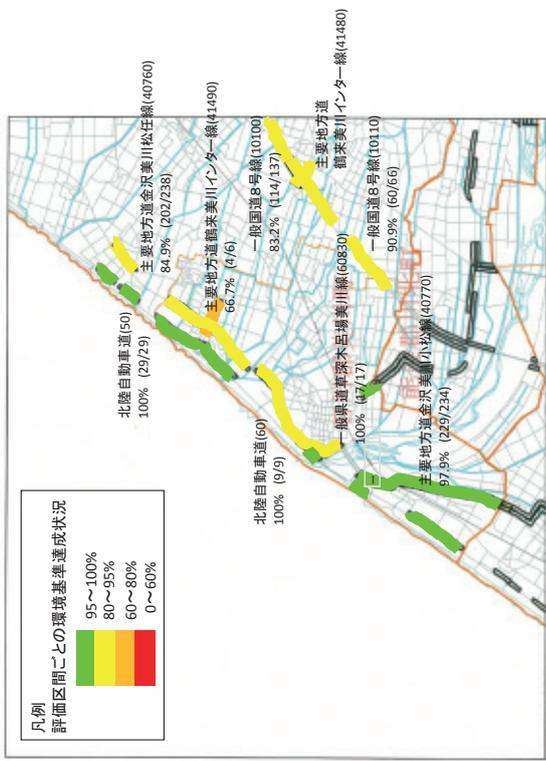 凡例
評価区間ごとの環境基準達成状況
95～100%
80～95%
60～80%
0～60%
北陸自動車道(50)
100% (29/29)
主要地方道金沢美川松任線(40760)
84.9% (202/238)
主要地方道鶴来美川インター線(41490)
66.7% (4/6)
一般国道8号線(10100)
83.2% (114/137)
主要地方道
鶴来美川インター線(41480)
北陸自動車道(60)
100% (9/9)
一般国道8号線(10110)
90.9% (60/66)
一般県道草深木呂場美川線(60830)
100% (17/17)
主要地方道金沢美川小松線(40770)
97.9% (229/234)